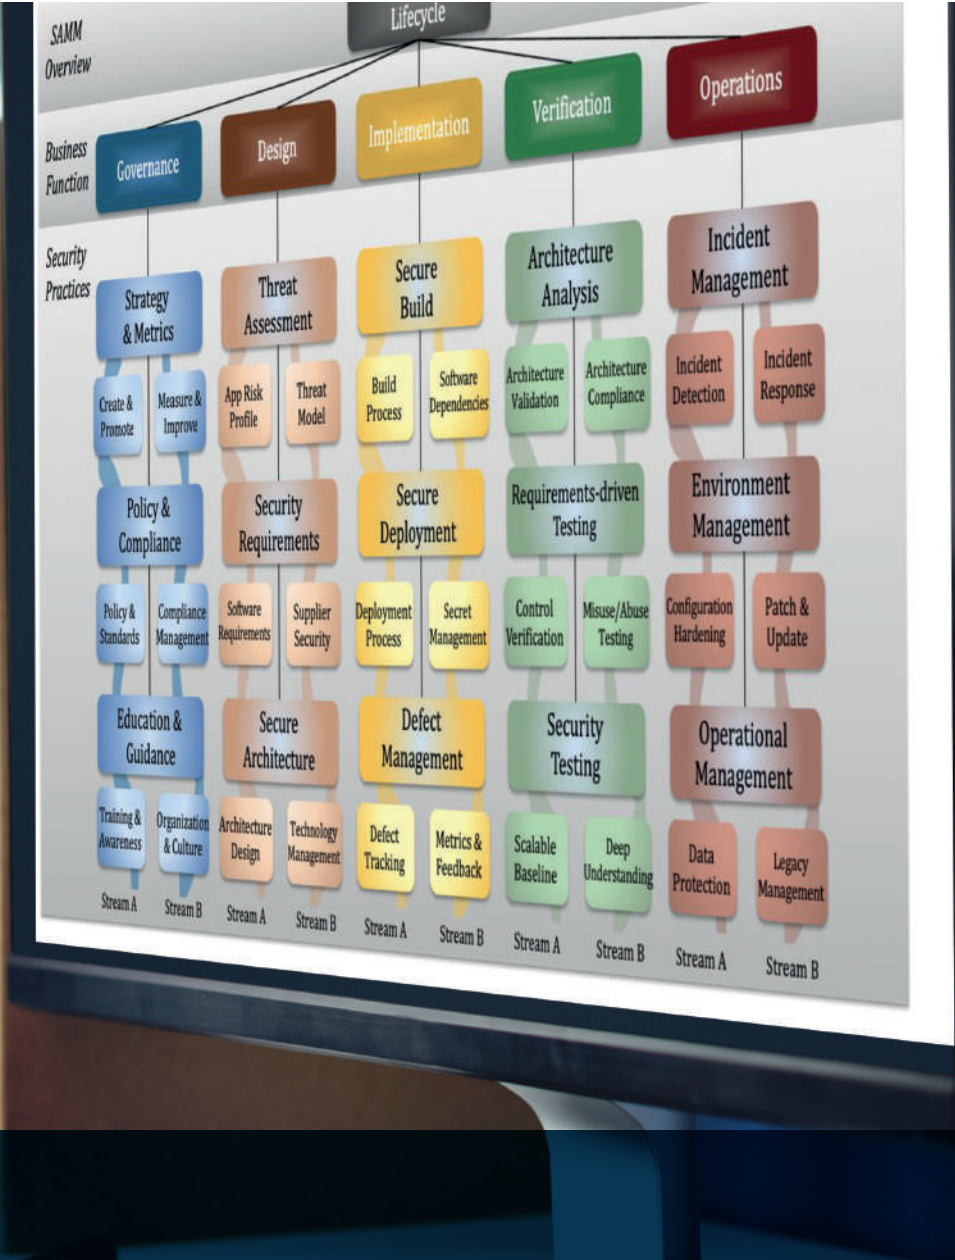 SAMM
Overview
Lifecycle
Business
Function
Governance
Design
Implementation
Verification
Operations
Security
Practices
Strategy
& Metrics
Threat
Assessment
Secure
Build
Architecture
Analysis
Incident
Management
Create &
Promote
Measure &
Improve
App Risk
Profile
Threat
Model
Build
Process
Software
Dependencies
Architecture
Validation
Architecture
Compliance
Incident
Detection
Incident
Response
Policy &
Compliance
Security
Requirements
Secure
Deployment
Requirements-driven
Testing
Environment
Management
Policy &
Standards
Compliance
Management
Software
Requirements
Supplier
Security
Deployment
Process
Secret
Management
Control
Verification
Misuse/Abuse
Testing
Configuration
Hardening
Patch &
Update
Education &
Guidance
Secure
Architecture
Defect
Management
Security
Testing
Operational
Management
Training &
Awareness
Organization
& Culture
Architecture
Design
Technology
Management
Defect
Tracking
Metrics &
Feedback
Scalable
Baseline
Deep
Understanding
Data
Protection
Legacy
Management
Stream A
Stream B
Stream A
Stream B
Stream A
Stream B
Stream A
Stream B
Stream A
Stream B